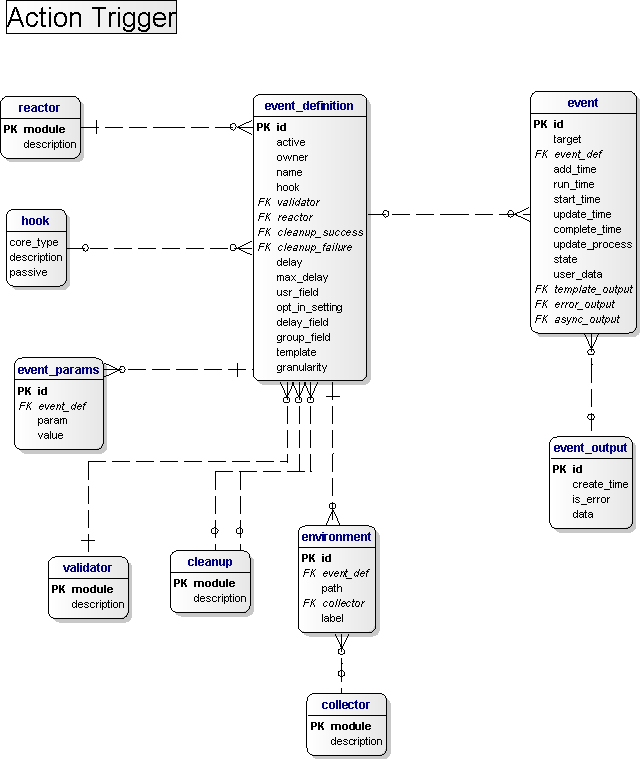 Action Trigger
reactor
PK module
description
event_definition
PK id
active
owner
name
hook
FK validator
FK reactor
FK cleanup_success
FK cleanup_failure
delay
max_delay
usr_field
opt_in_setting
delay_field
group_field
template
granularity
event
PK id
target
FK event_def
add_time
run_time
start_time
update_time
complete_time
update_process
state
user_data
FK template_output
FK error_output
FK async_output
hook
core_type
description
passive
event_params
PK id
FK event_def
param
value
event_output
PK id
create_time
is_error
data
validator
PK module
description
cleanup
PK module
description
environment
PK id
FK event_def
path
FK collector
label
collector
PK module
description